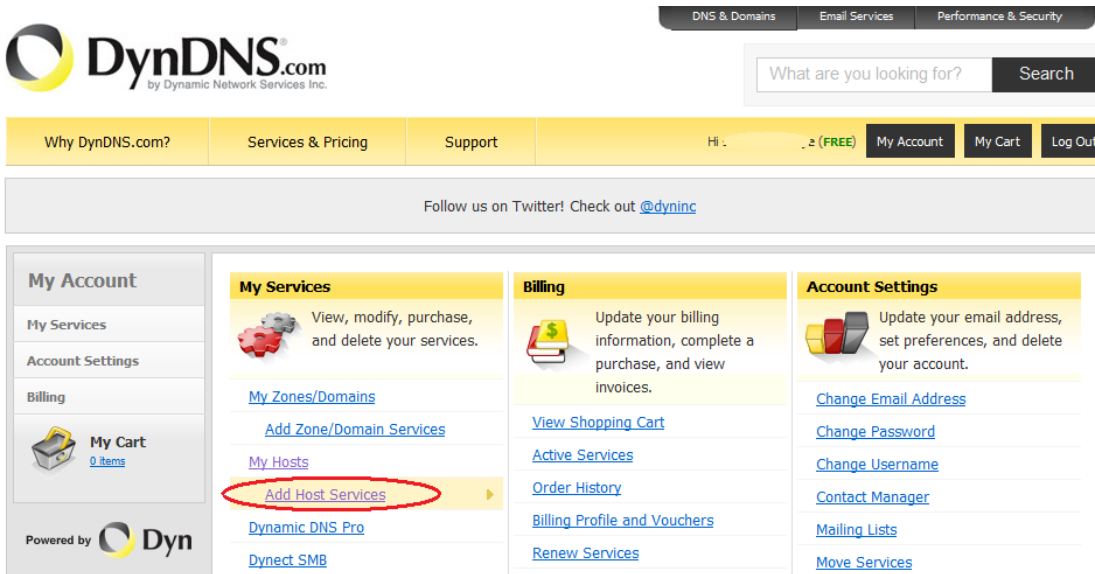 DNS & Domains
Email Services
Performance & Security
DynDNS.com
by Dynamic Network Services Inc.
What are you looking for?
Search
Why DynDNS.com?
Services & Pricing
Support
Hi
(FREE)
My Account
My Cart
Log Out
Follow us on Twitter! Check out @dyninc
My Account
My Services
Account Settings
Billing
My Cart
0 items
Powered by Dyn
My Services
View, modify, purchase,
and delete your services.
My Zones/Domains
Add Zone/Domain Services
My Hosts
Add Host Services
Dynamic DNS Pro
Dynect SMB
Billing
Update your billing
information, complete a
purchase, and view
invoices.
View Shopping Cart
Active Services
Order History
Billing Profile and Vouchers
Renew Services
Account Settings
Update your email address,
set preferences, and delete
your account.
Change Email Address
Change Password
Change Username
Contact Manager
Mailing Lists
Move Services